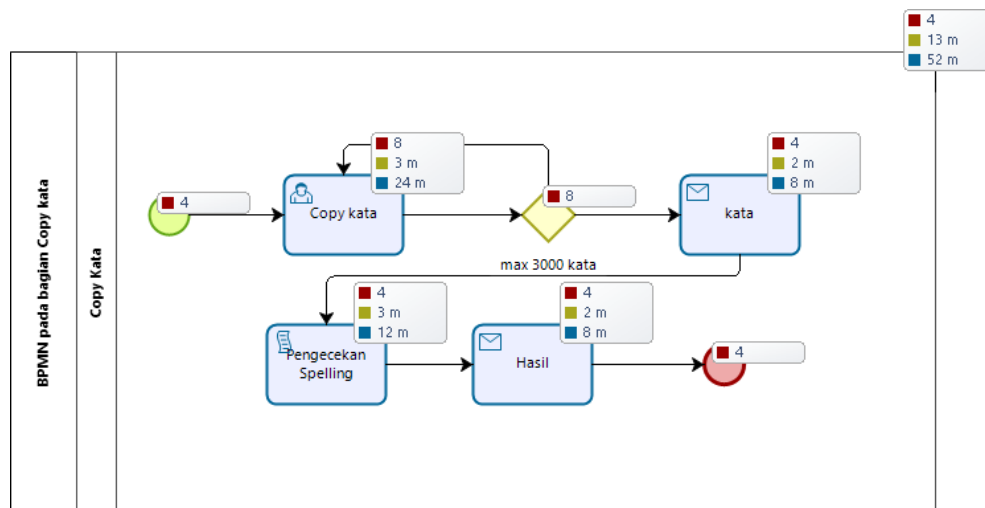 4
13 m
52 m
BPMN pada bagian Copy kata
Copy Kata
4
8
3 m
24 m
Copy kata
8
4
2 m
8 m
kata
max 3000 kata
4
3 m
12 m
Pengecekan
Spelling
4
2 m
8 m
Hasil
4